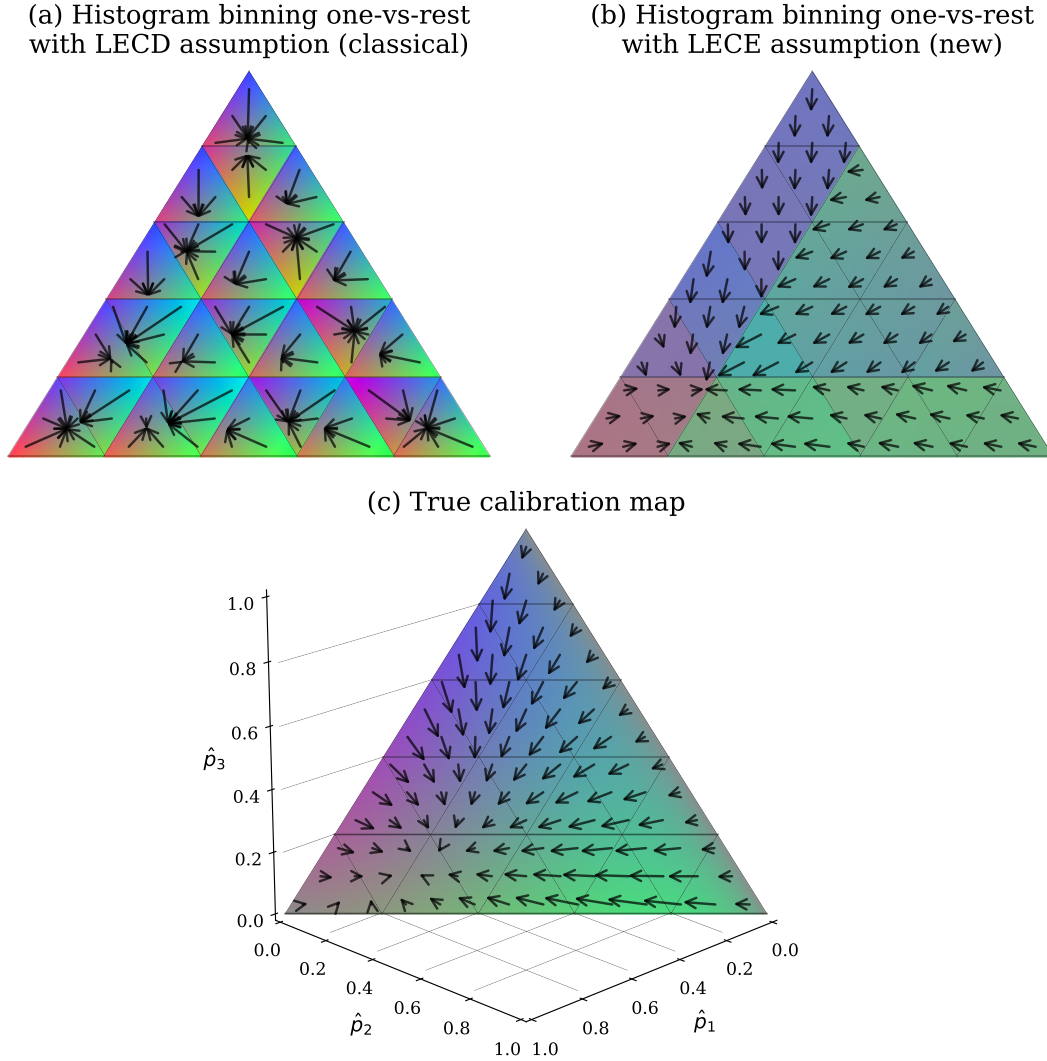 (a) Histogram binning one-vs-rest
with LECD assumption (classical)
(b) Histogram binning one-vs-rest
with LECE assumption (new)
(c) True calibration map
1.0
0.8
0.6
p̂3
0.4
0.2
0.0
0.0
0.2
0.4
p̂2
0.6
0.8
1.0
1.0
0.8
p̂1
0.6
0.4
0.2
0.0